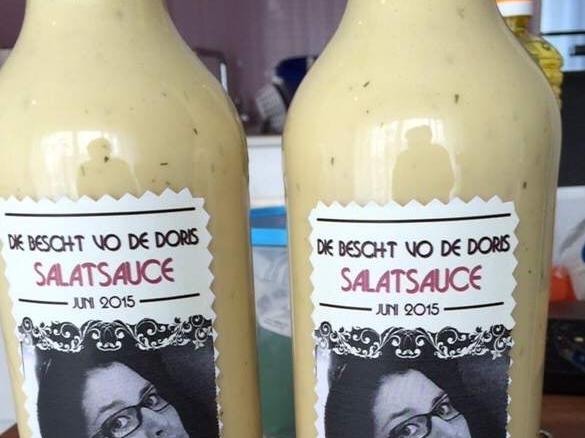 DIE BESCHT VO DE DORIS
SALATSAUCE
JUNI 2015
DIE BESCHT VO DE DORIS
SALATSAUCE
JUNI 2015